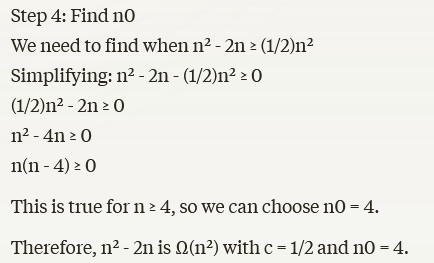 Step 4: Find n0
We need to find when n² - 2n ≥ (1/2)n²
Simplifying: n² - 2n - (1/2)n² ≥ 0
(1/2)n² - 2n ≥ 0
n² - 4n ≥ 0
n(n - 4) ≥ 0
This is true for n ≥ 4, so we can choose n0 = 4.
Therefore, n² - 2n is Ω(n²) with c = 1/2 and n0 = 4.